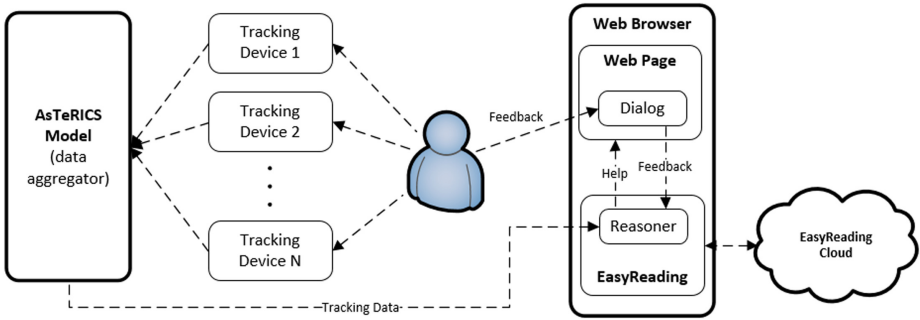 AsTeRICS
Model
(data
aggregator)
Tracking
Device 1
Tracking
Device 2
Tracking
Device N
Feedback
Web Browser
Web Page
Dialog
Help
Feedback
Reasoner
EasyReading
EasyReading
Cloud
Tracking Data